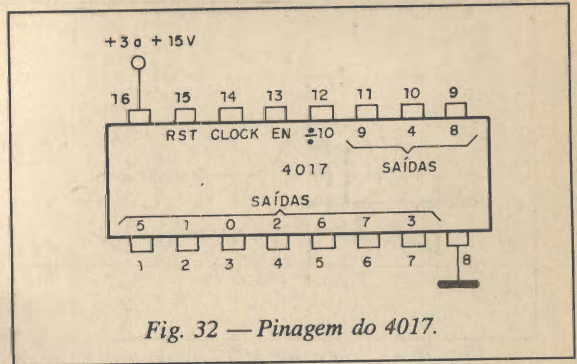 +3 a +15V
16 15 14 13 12 11 10 9
RST CLOCK EN ÷10 9 4 8
4017 SAÍDAS
SAÍDAS
5 1 0 2 6 7 3
1 2 3 4 5 6 7 8
Fig. 32 — Pinagem do 4017.